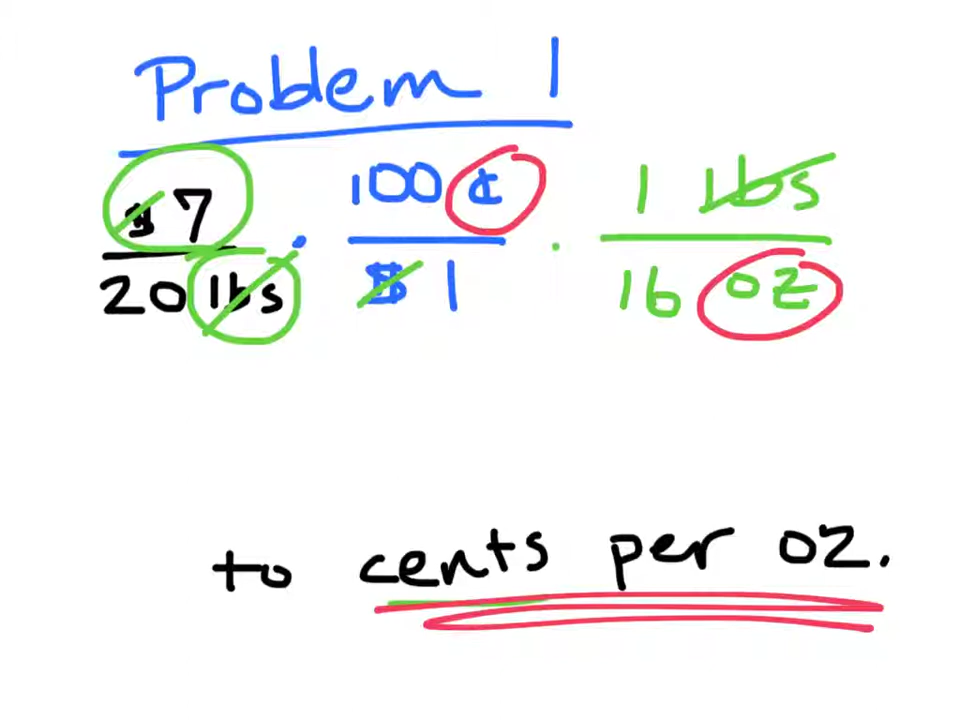 Problem 1
$ 7 100 ¢ 1 lbs
20 lbs · $ 1 · 16 oz
to cents per oz.